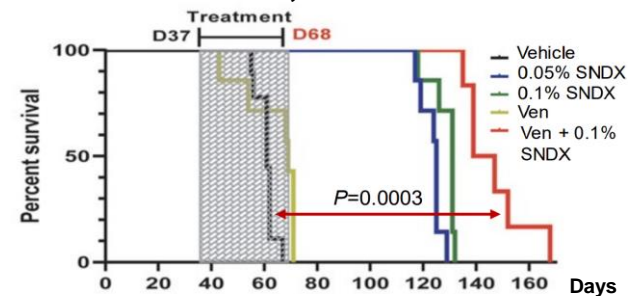 Treatment
D37 D68
Percent survival
100
50
0
0 20 40 60 80 100 120 140 160 Days
P=0.0003
Vehicle
0.05% SNDX
0.1% SNDX
Ven
Ven + 0.1%
SNDX